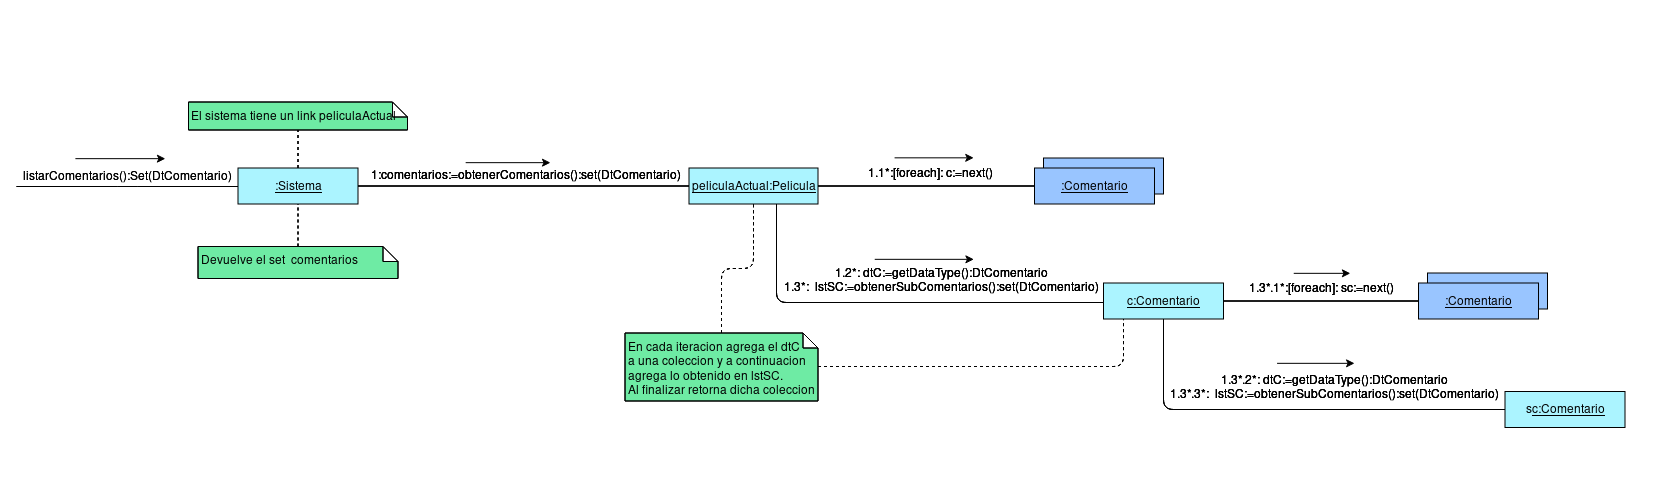 El sistema tiene un link peliculaActual
listarComentarios():Set(DtComentario)
:Sistema
1:comentarios:=obtenerComentarios():set(DtComentario)
peliculaActual:Pelicula
1.1*:[foreach]: c:=next()
:Comentario
Devuelve el set comentarios
1.2*: dtC:=getDataType():DtComentario
1.3*: lstSC:=obtenerSubComentarios():set(DtComentario)
c:Comentario
1.3*.1*:[foreach]: sc:=next()
:Comentario
En cada iteracion agrega el dtC
a una coleccion y a continuacion
agrega lo obtenido en lstSC.
Al finalizar retorna dicha coleccion
1.3*.2*: dtC:=getDataType():DtComentario
1.3*.3*: lstSC:=obtenerSubComentarios():set(DtComentario)
sc:Comentario